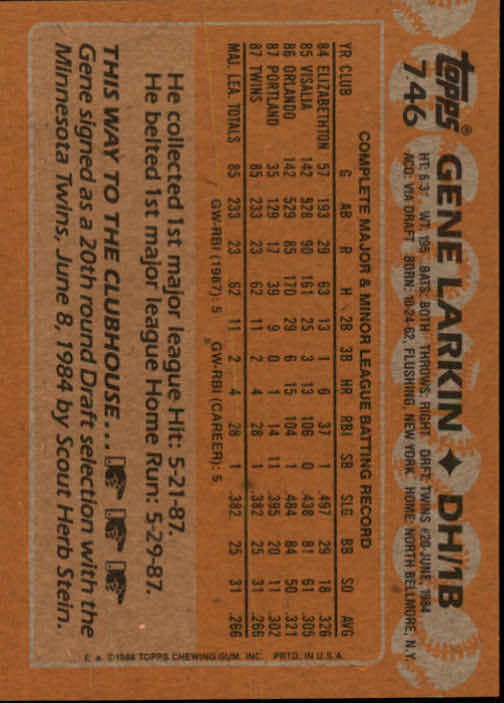 Topps®
746
GENE LARKIN ◆ DH/1B
HT: 6'3" WT: 195 BATS: BOTH THROWS: RIGHT DRFT: TWINS #20-JUNE, 1984
ACQ: VIA DRAFT BORN: 10-24-62, FLUSHING, NEW YORK HOME: NORTH BELLMORE, N.Y.
COMPLETE MAJOR & MINOR LEAGUE BATTING RECORD
YR CLUB G AB R H 2B 3B HR RBI SB SLG BB SO AVG
84 ELIZABETHTON 57 193 29 63 13 1 6 37 1 .497 29 18 .326
85 VISALIA 142 528 90 161 25 3 13 106 0 .438 81 61 .305
86 ORLANDO 142 529 85 170 29 6 15 104 1 .484 84 50 .321
87 PORTLAND 35 129 17 39 9 0 1 14 11 .395 20 11 .302
87 TWINS 85 233 23 62 11 2 4 28 1 .382 25 31 .266
MAJ. LEA. TOTALS 85 233 23 62 11 2 4 28 1 .382 25 31 .266
GW-RBI (1987): 5 GW-RBI (CAREER): 5
He collected 1st major league Hit: 5-21-87.
He belted 1st major league Home Run: 5-29-87.
THIS WAY TO THE CLUBHOUSE...
Gene signed as a 20th round Draft selection with the
Minnesota Twins, June 8, 1984 by Scout Herb Stein.
©1988 TOPPS CHEWING GUM, INC. PRTD. IN U.S.A.